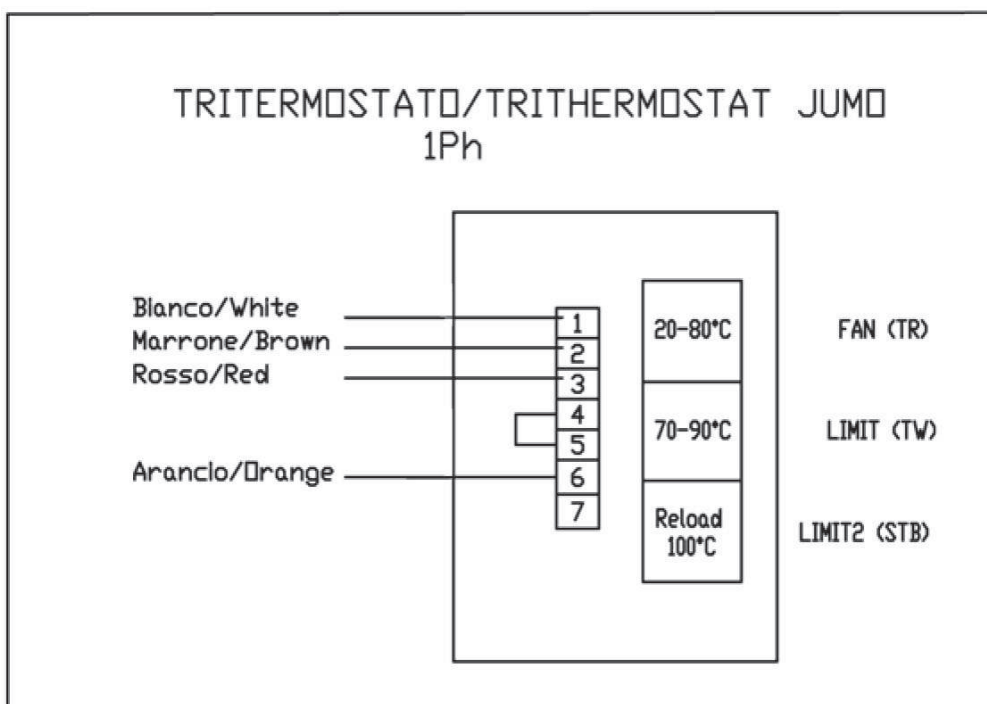 TRITERMOSTATO/TRITHERMOSTAT JUMO
1Ph
Bianco/White
Marrone/Brown
Rosso/Red
Arancio/Orange
1
2
3
4
5
6
7
20-80°C
70-90°C
Reload
100°C
FAN (TR)
LIMIT (TW)
LIMIT2 (STB)